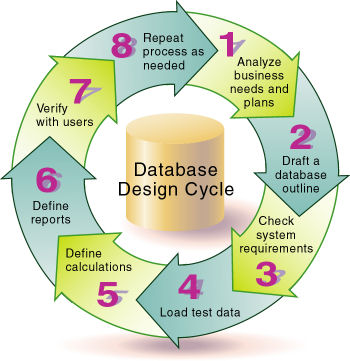 1
Analyze
business
needs and
plans
2
Draft a
database
outline
Check
system
requirements
3
4
Load test data
Define
calculations
5
6
Define
reports
7
Verify
with users
8
Repeat
process as
needed
Database
Design Cycle